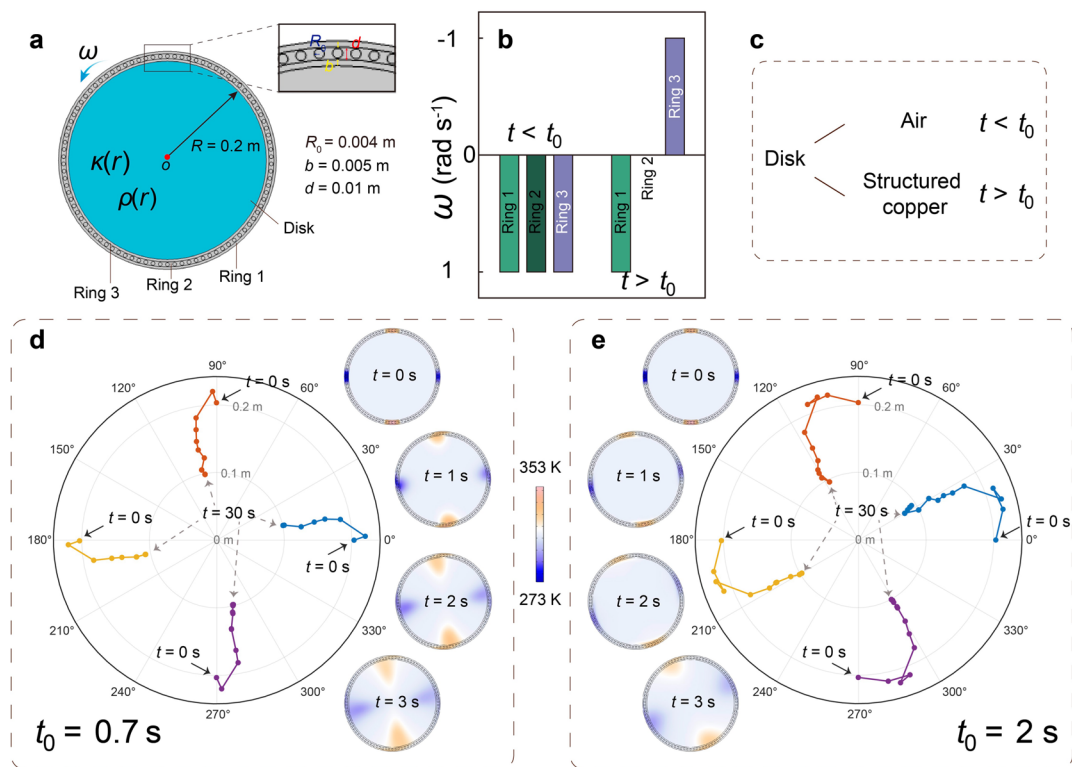 a
ω
R₀
d
b
R = 0.2 m
o
κ(r)
ρ(r)
R₀ = 0.004 m
b = 0.005 m
d = 0.01 m
Disk
Ring 1
Ring 2
Ring 3
b
ω (rad s⁻¹)
-1
0
1
t < t₀
Ring 1
Ring 2
Ring 3
Ring 1
Ring 2
Ring 3
t > t₀
c
Disk
Air
t < t₀
Structured
copper
t > t₀
d
90°
120°
60°
150°
30°
180°
0°
210°
330°
240°
300°
270°
0.2 m
0.1 m
0 m
t = 0 s
t = 0 s
t = 0 s
t = 0 s
t = 30 s
t = 0 s
t = 1 s
t = 2 s
t = 3 s
t₀ = 0.7 s
353 K
273 K
e
t = 0 s
t = 1 s
t = 2 s
t = 3 s
90°
120°
60°
150°
30°
180°
0°
210°
330°
240°
300°
270°
0.2 m
0.1 m
0 m
t = 0 s
t = 0 s
t = 0 s
t = 0 s
t = 30 s
t₀ = 2 s